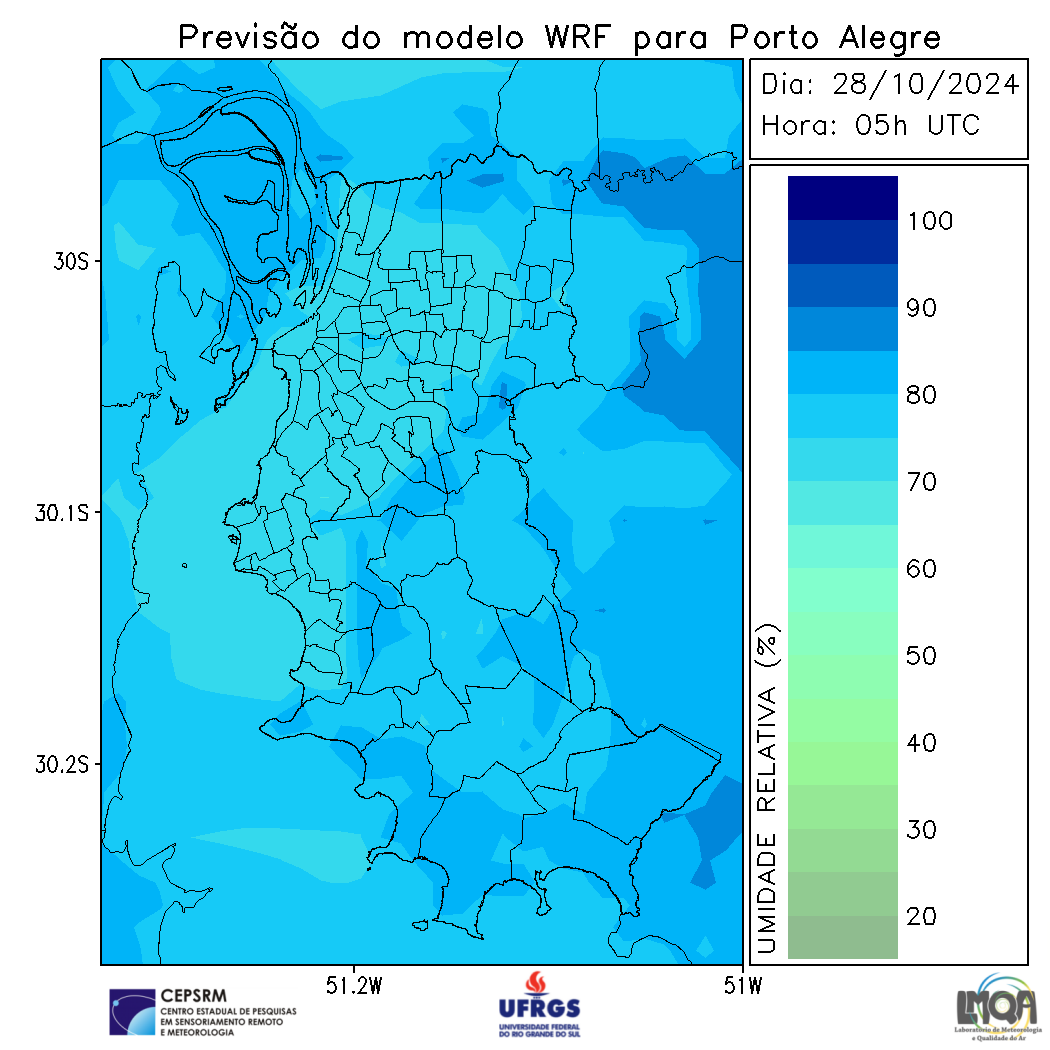 Previsão do modelo WRF para Porto Alegre
Dia: 28/10/2024
Hora: 05h UTC
100
90
80
70
60
50
40
30
20
UMIDADE RELATIVA (%)
30S
30.1S
30.2S
51.2W
51W
CEPSRM
CENTRO ESTADUAL DE PESQUISAS
EM SENSORIAMENTO REMOTO
E METEOROLOGIA
UFRGS
UNIVERSIDADE FEDERAL
DO RIO GRANDE DO SUL
LMQA
Laboratório de Meteorologia
e Qualidade do Ar